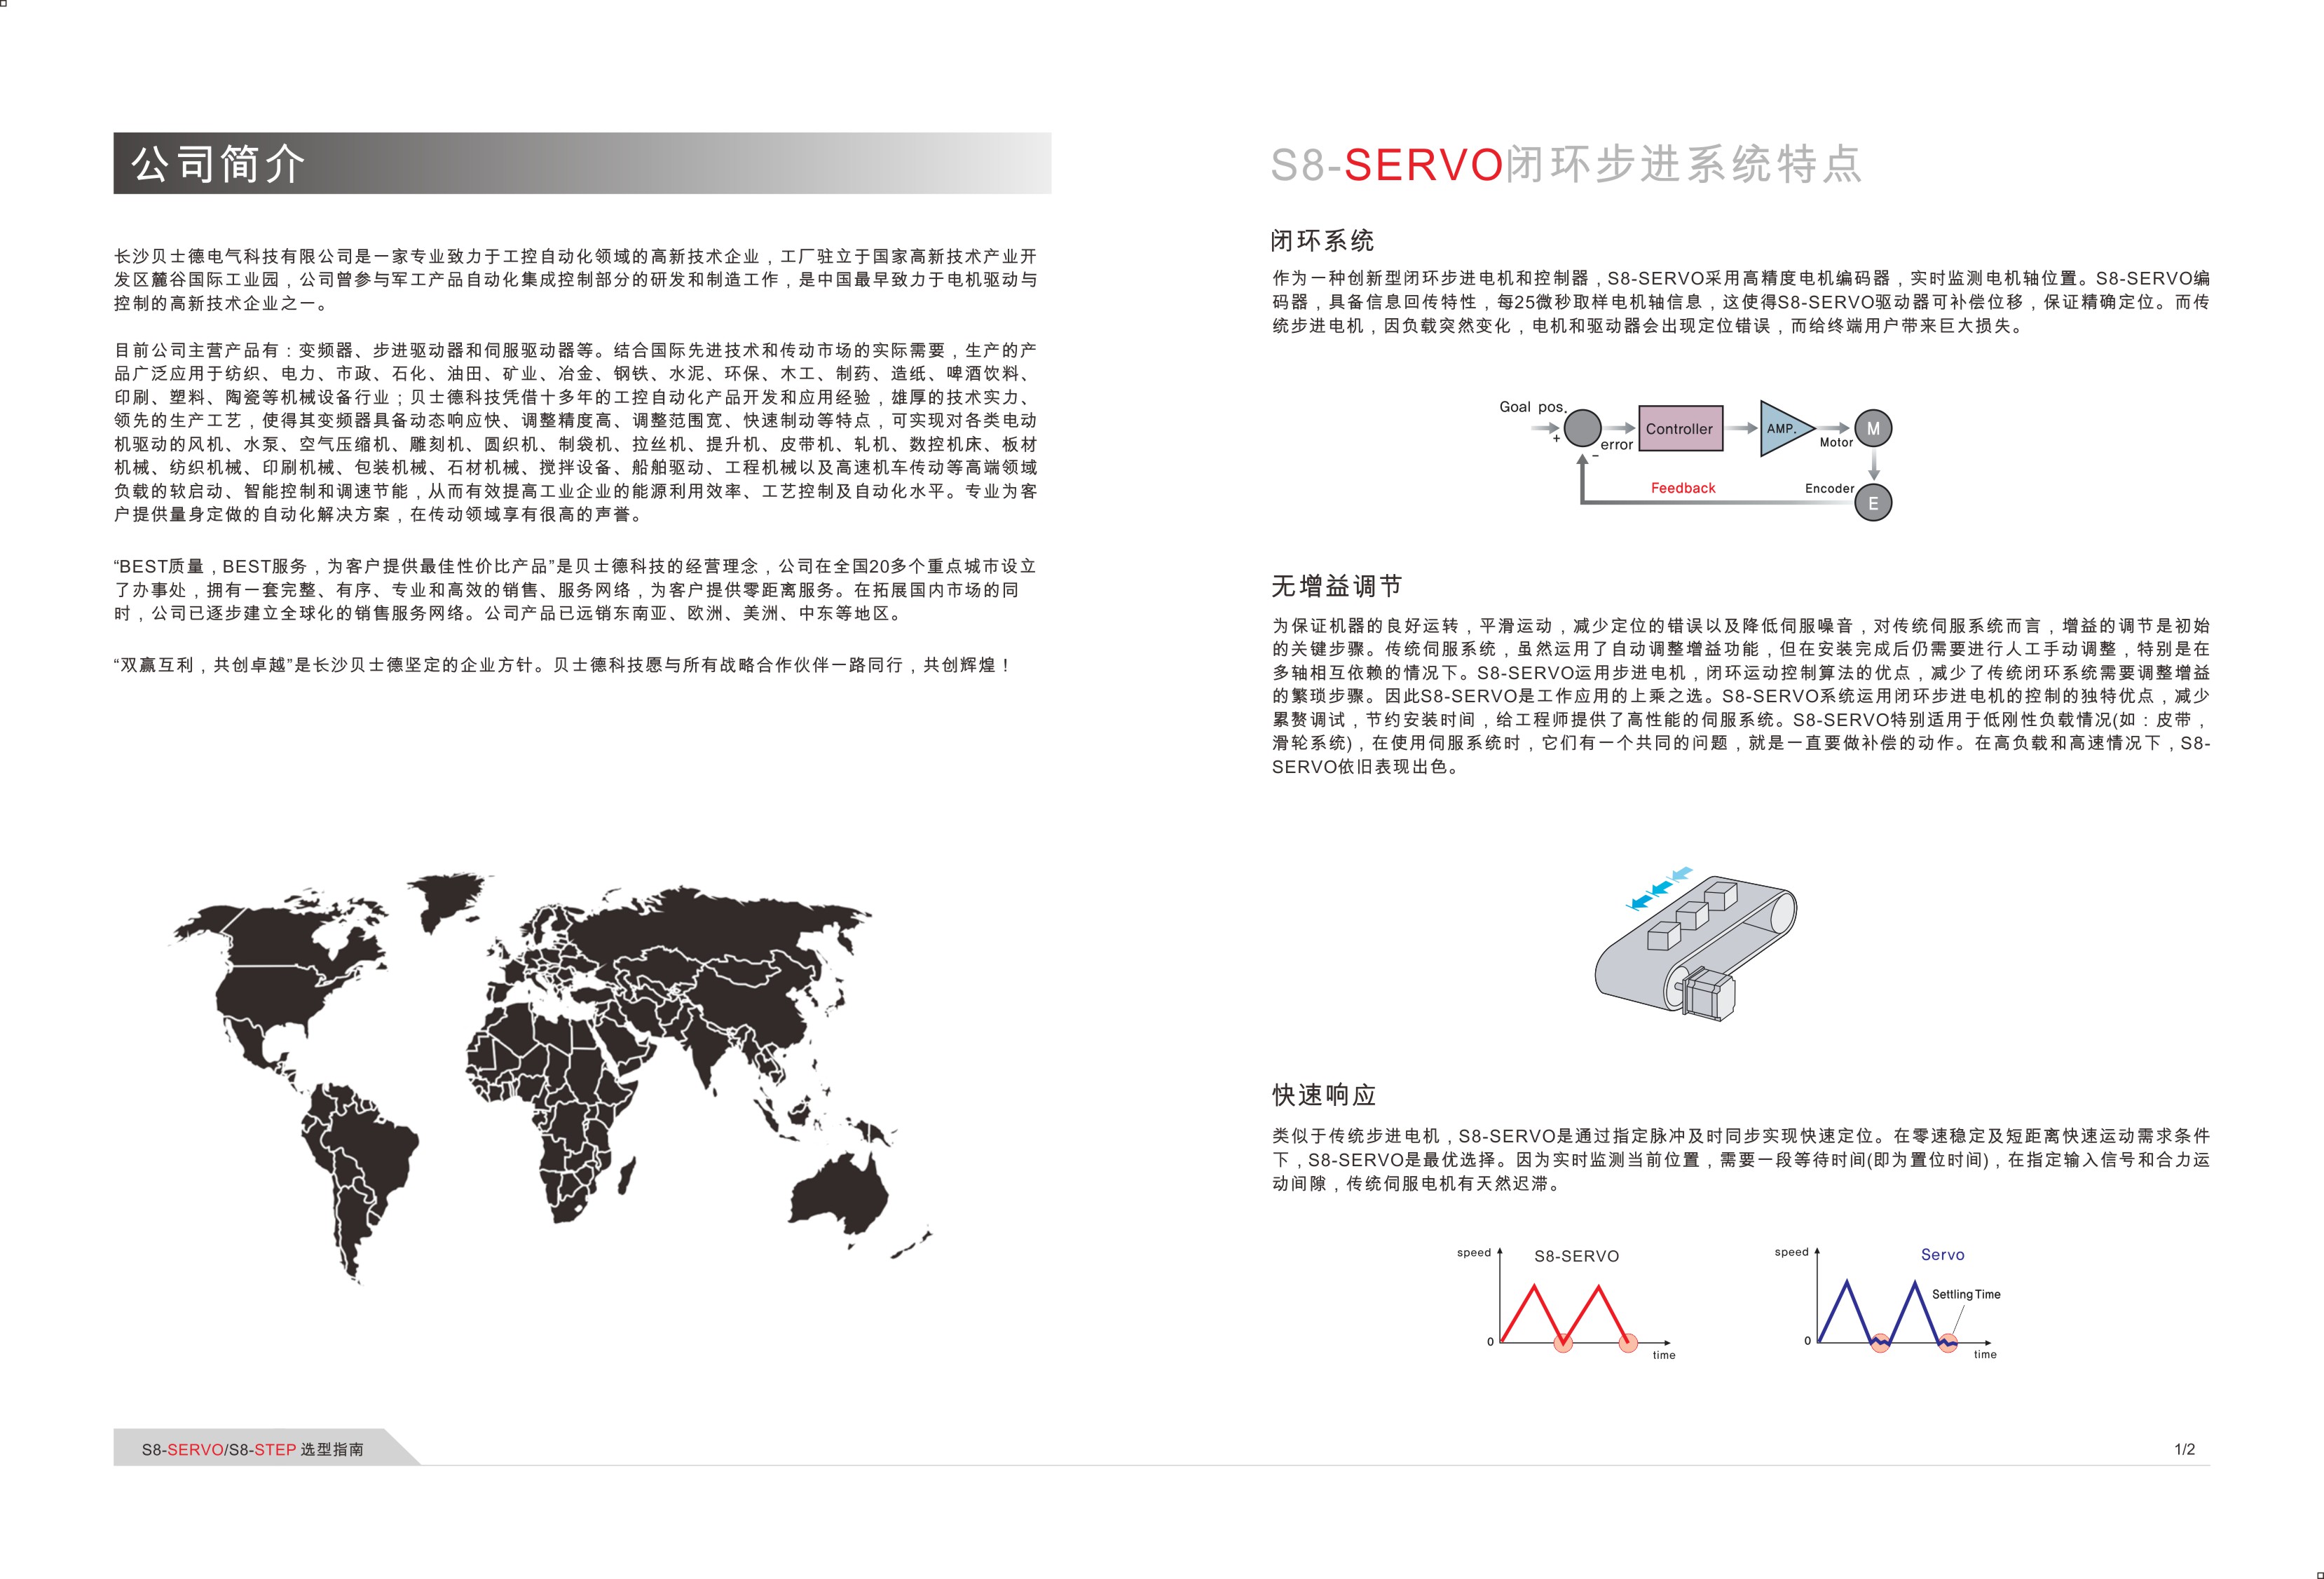 公司简介
长沙贝士德电气科技有限公司是一家专业致力于工控自动化领域的高新技术企业，工厂驻立于国家高新技术产业开
发区麓谷国际工业园，公司曾参与军工产品自动化集成控制部分的研发和制造工作，是中国最早致力于电机驱动与
控制的高新技术企业之一。
目前公司主营产品有：变频器、步进驱动器和伺服驱动器等。结合国际先进技术和传动市场的实际需要，生产的产
品广泛应用于纺织、电力、市政、石化、油田、矿业、冶金、钢铁、水泥、环保、木工、制药、造纸、啤酒饮料、
印刷、塑料、陶瓷等机械设备行业；贝士德科技凭借十多年的工控自动化产品开发和应用经验，雄厚的技术实力、
领先的生产工艺，使得其变频器具备动态响应快、调整精度高、调整范围宽、快速制动等特点，可实现对各类电动
机驱动的风机、水泵、空气压缩机、雕刻机、圆织机、制袋机、拉丝机、提升机、皮带机、轧机、数控机床、板材
机械、纺织机械、印刷机械、包装机械、石材机械、搅拌设备、船舶驱动、工程机械以及高速机车传动等高端领域
负载的软启动、智能控制和调速节能，从而有效提高工业企业的能源利用效率、工艺控制及自动化水平。专业为客
户提供量身定做的自动化解决方案，在传动领域享有很高的声誉。
“BEST质量，BEST服务，为客户提供最佳性价比产品”是贝士德科技的经营理念，公司在全国20多个重点城市设立
了办事处，拥有一套完整、有序、专业和高效的销售、服务网络，为客户提供零距离服务。在拓展国内市场的同
时，公司已逐步建立全球化的销售服务网络。公司产品已远销东南亚、欧洲、美洲、中东等地区。
“双赢互利，共创卓越”是长沙贝士德坚定的企业方针。贝士德科技愿与所有战略合作伙伴一路同行，共创辉煌！
S8-SERVO/S8-STEP 选型指南
S8-SERVO闭环步进系统特点
闭环系统
作为一种创新型闭环步进电机和控制器，S8-SERVO采用高精度电机编码器，实时监测电机轴位置。S8-SERVO编
码器，具备信息回传特性，每25微秒取样电机轴信息，这使得S8-SERVO驱动器可补偿位移，保证精确定位。而传
统步进电机，因负载突然变化，电机和驱动器会出现定位错误，而给终端用户带来巨大损失。
Goal pos.
+
−
error
Controller
AMP.
Motor
M
Feedback
Encoder
E
无增益调节
为保证机器的良好运转，平滑运动，减少定位的错误以及降低伺服噪音，对传统伺服系统而言，增益的调节是初始
的关键步骤。传统伺服系统，虽然运用了自动调整增益功能，但在安装完成后仍需要进行人工手动调整，特别是在
多轴相互依赖的情况下。S8-SERVO运用步进电机，闭环运动控制算法的优点，减少了传统闭环系统需要调整增益
的繁琐步骤。因此S8-SERVO是工作应用的上乘之选。S8-SERVO系统运用闭环步进电机的控制的独特优点，减少
累赘调试，节约安装时间，给工程师提供了高性能的伺服系统。S8-SERVO特别适用于低刚性负载情况(如：皮带，
滑轮系统)，在使用伺服系统时，它们有一个共同的问题，就是一直要做补偿的动作。在高负载和高速情况下，S8-
SERVO依旧表现出色。
快速响应
类似于传统步进电机，S8-SERVO是通过指定脉冲及时同步实现快速定位。在零速稳定及短距离快速运动需求条件
下，S8-SERVO是最优选择。因为实时监测当前位置，需要一段等待时间(即为置位时间)，在指定输入信号和合力运
动间隙，传统伺服电机有天然迟滞。
speed
S8-SERVO
0
time
speed
Servo
Settling Time
0
time
1/2